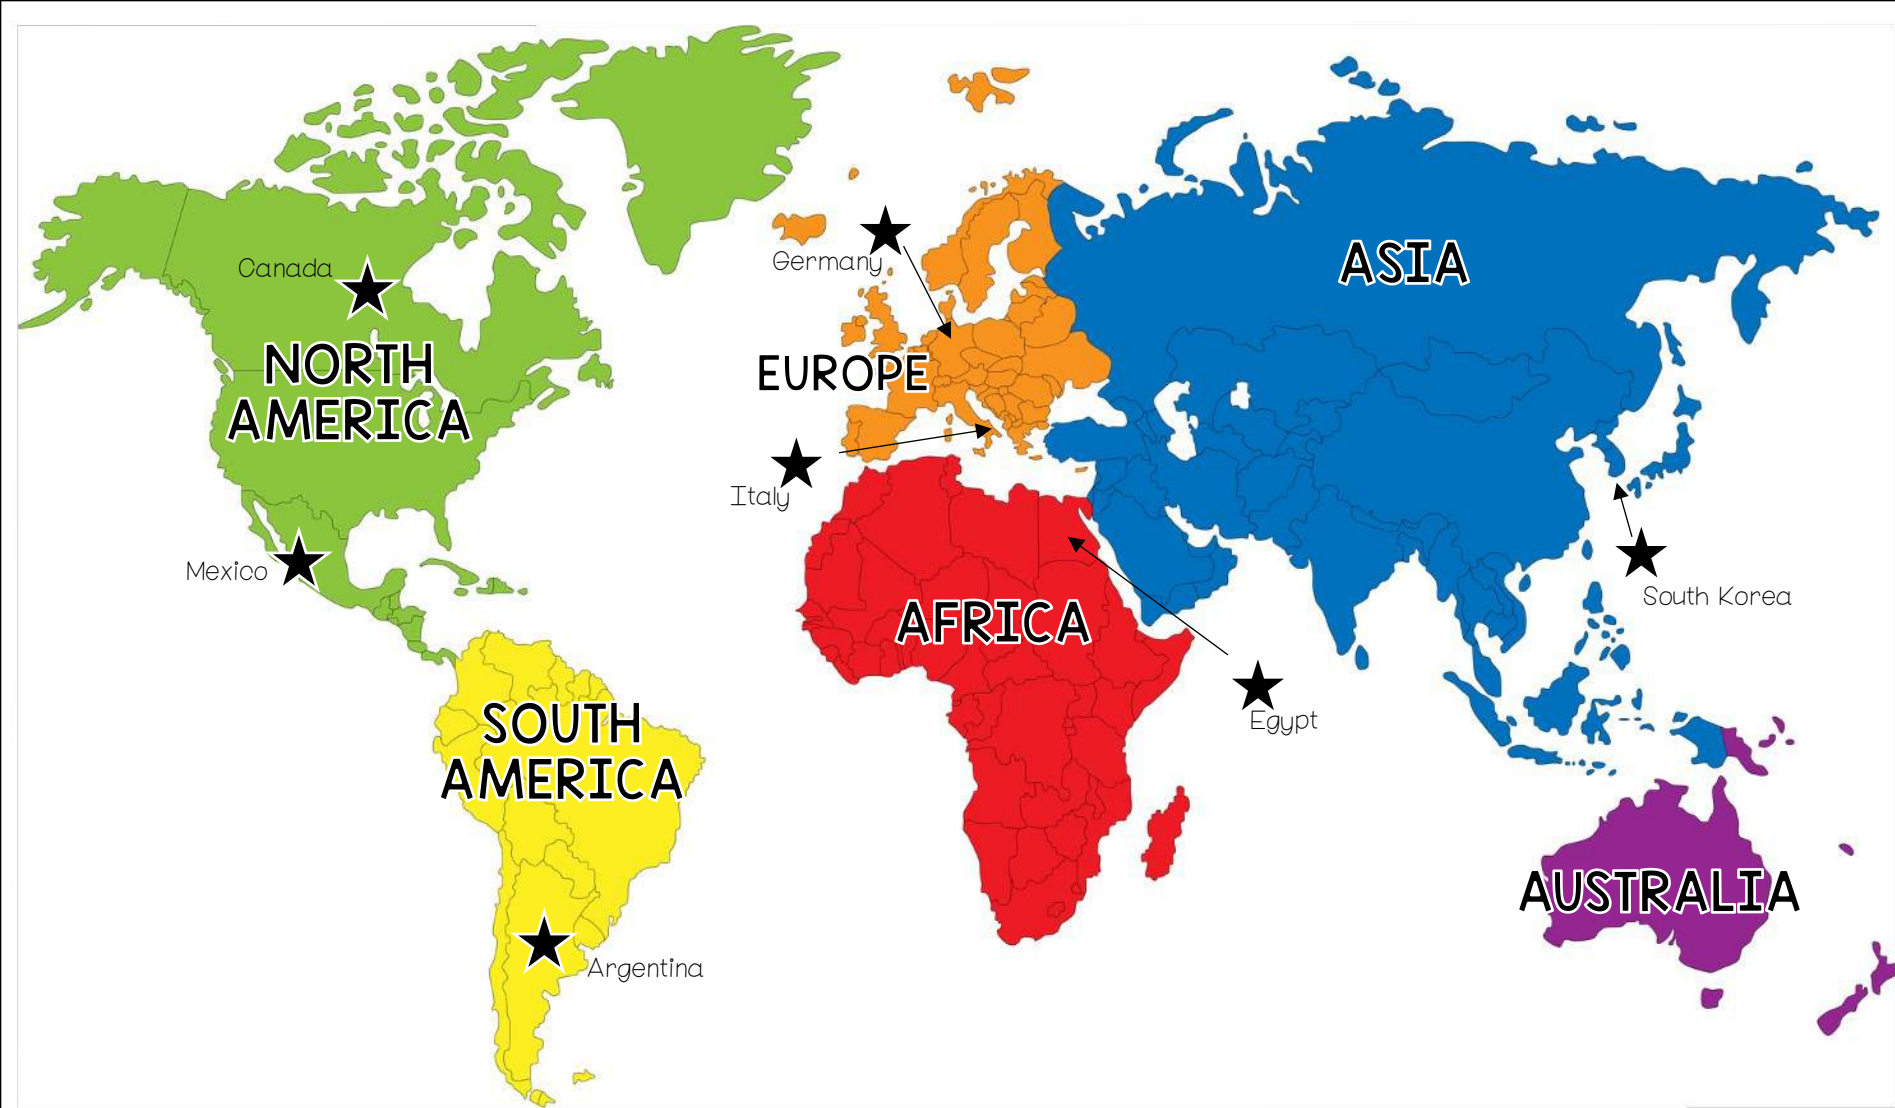 Canada
NORTH
AMERICA
Mexico
SOUTH
AMERICA
Argentina
Germany
EUROPE
Italy
AFRICA
Egypt
ASIA
South Korea
AUSTRALIA